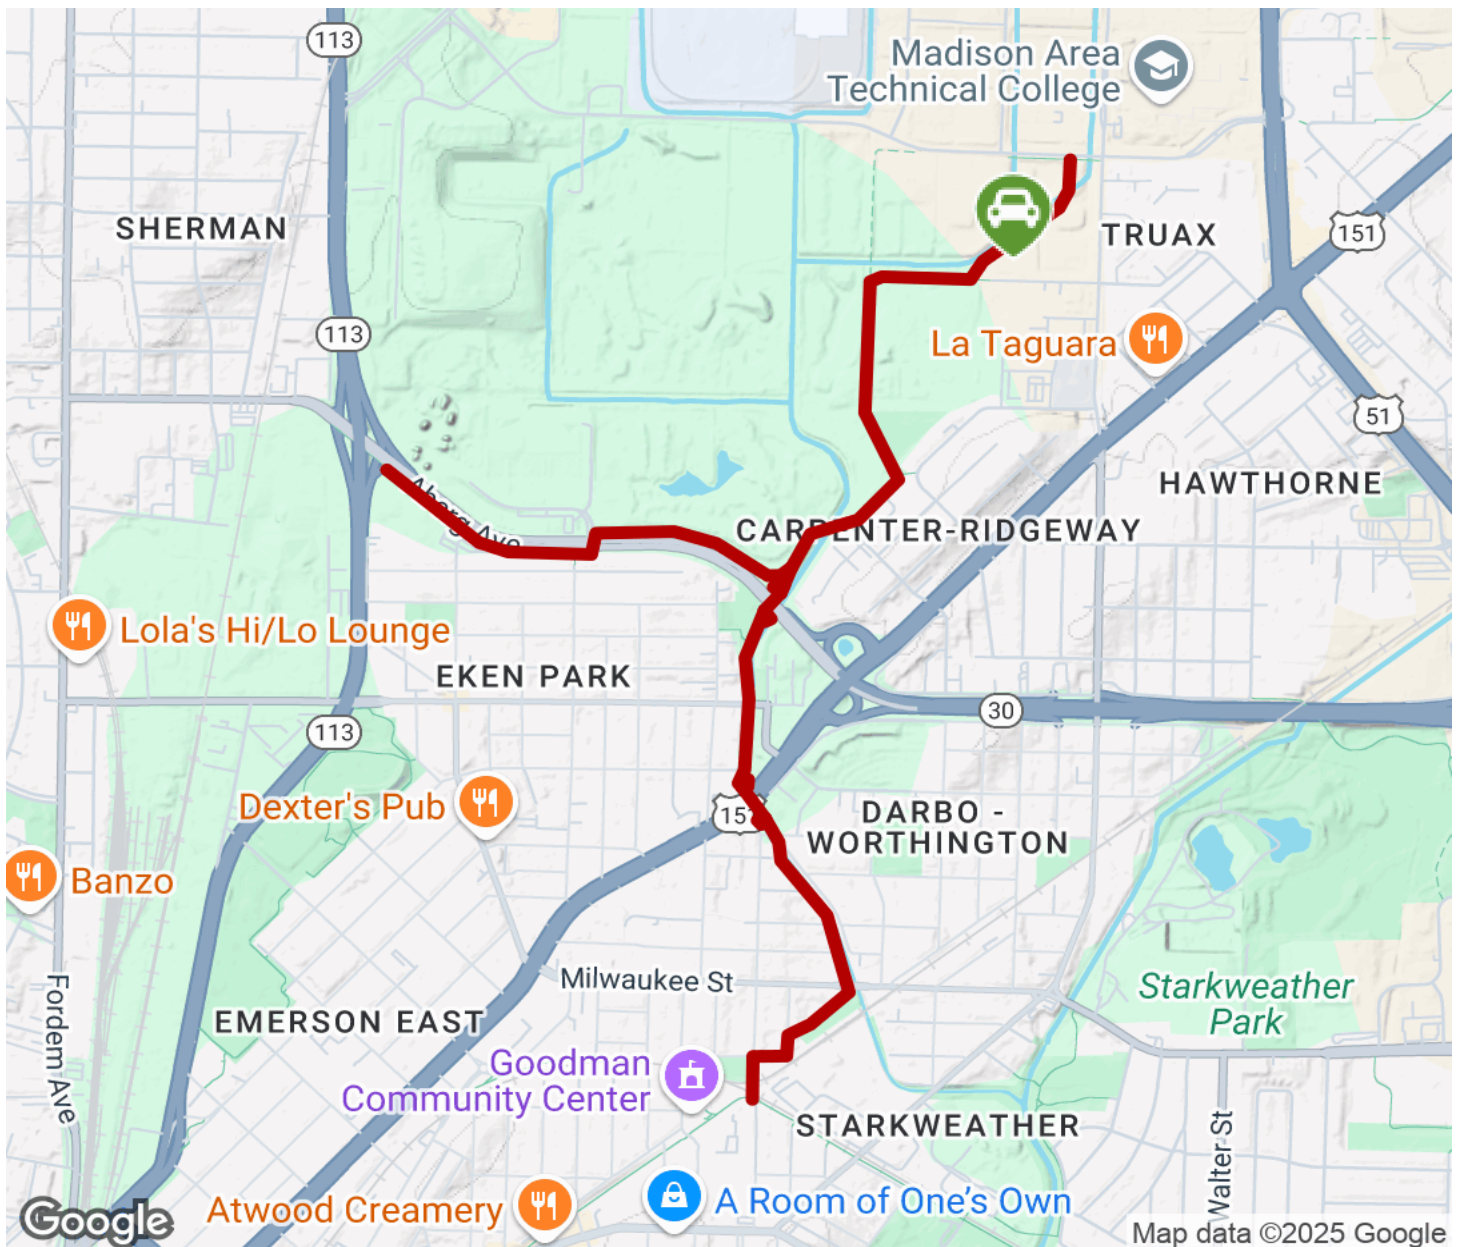 113
Madison Area
Technical College
SHERMAN
TRUAX
151
113
La Taguara
51
HAWTHORNE
Aberg Ave
CARPENTER-RIDGEWAY
Lola's Hi/Lo Lounge
EKEN PARK
30
113
Dexter's Pub
151
DARBO -
WORTHINGTON
Banzo
Milwaukee St
Fordem Ave
Starkweather
Park
EMERSON EAST
Goodman
Community Center
STARKWEATHER
Walter St
Atwood Creamery
A Room of One's Own
Google
Map data ©2025 Google